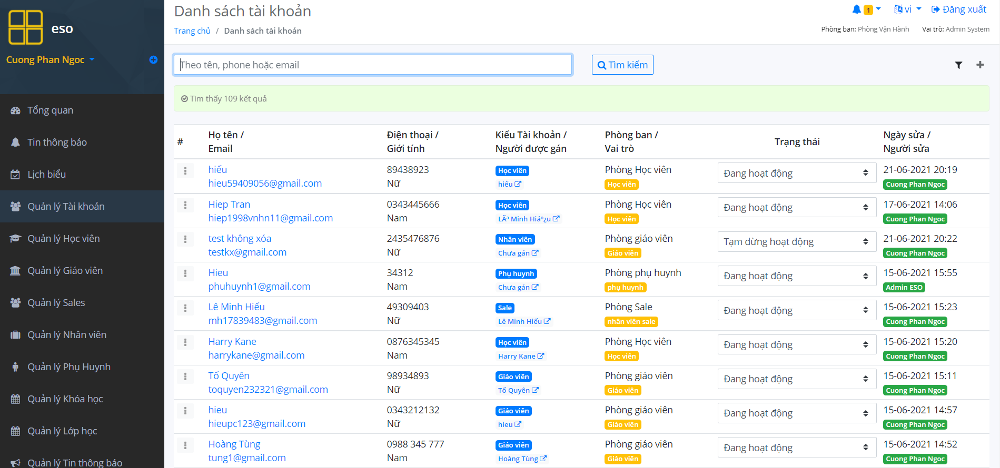 eso
Cuong Phan Ngoc
Tổng quan
Tin thông báo
Lịch biểu
Quản lý Tài khoản
Quản lý Học viên
Quản lý Giáo viên
Quản lý Sales
Quản lý Nhân viên
Quản lý Phụ Huynh
Quản lý Khóa học
Quản lý Lớp học
Quản lý Tin thông báo
Danh sách tài khoản
1 vi Đăng xuất
Trang chủ / Danh sách tài khoản
Phòng ban: Phòng Vận Hành Vai trò: Admin System
Theo tên, phone hoặc email
Tìm kiếm
Tìm thấy 109 kết quả
# Họ tên / Email
Điện thoại / Giới tính
Kiểu Tài khoản / Người được gán
Phòng ban / Vai trò
Trạng thái
Ngày sửa / Người sửa
hiếu 89438923 Học viên Phòng Học viên Đang hoạt động 21-06-2021 20:19
hieu59409056@gmail.com Nữ hiếu Học viên Cuong Phan Ngoc
Hiep Tran 0343445666 Học viên Phòng Học viên Đang hoạt động 17-06-2021 14:06
hiep1998vnhn11@gmail.com Nam LÃª Minh Hiáº¿u Học viên Cuong Phan Ngoc
test không xóa 2435476876 Nhân viên Phòng giáo viên Tạm dừng hoạt động 21-06-2021 20:22
testkx@gmail.com Nữ Chưa gán Giáo viên Cuong Phan Ngoc
Hieu 34312 Phụ huynh Phòng phụ huynh Đang hoạt động 15-06-2021 15:55
phuhuynh1@gmail.com Nam Chưa gán phụ huynh Admin ESO
Lê Minh Hiếu 49309403 Sale Phòng Sale Đang hoạt động 15-06-2021 15:23
mh17839483@gmail.com Nữ Lê Minh Hiếu nhân viên sale Cuong Phan Ngoc
Harry Kane 0876345345 Học viên Phòng Học viên Đang hoạt động 15-06-2021 15:20
harrykane@gmail.com Nam Harry Kane Học viên Cuong Phan Ngoc
Tố Quyên 98934893 Giáo viên Phòng giáo viên Đang hoạt động 15-06-2021 15:11
toquyen232321@gmail.com Nữ Tố Quyên Giáo viên Cuong Phan Ngoc
hieu 0343212132 Giáo viên Phòng giáo viên Đang hoạt động 15-06-2021 14:57
hieupc123@gmail.com Nữ hieu Giáo viên Cuong Phan Ngoc
Hoàng Tùng 0988 345 777 Giáo viên Phòng giáo viên Đang hoạt động 15-06-2021 14:52
tung1@gmail.com Nam Hoàng Tùng Giáo viên Cuong Phan Ngoc